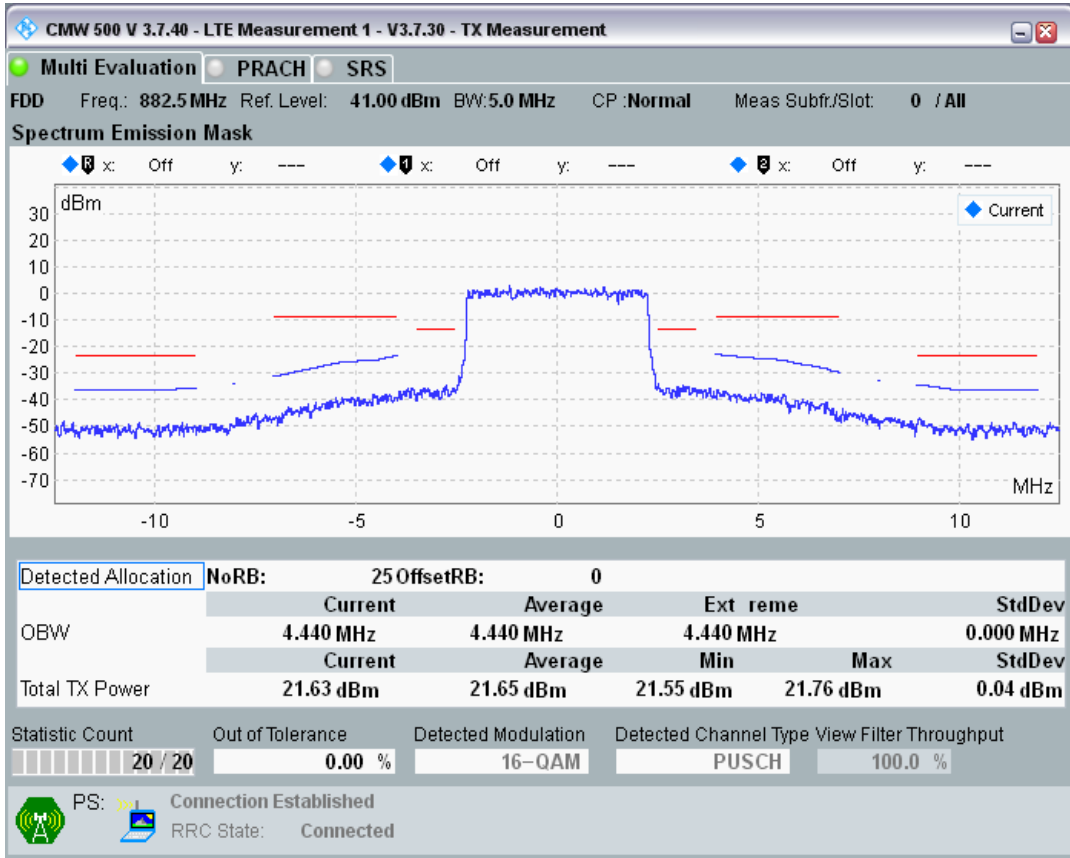 CMW 500 V 3.7.40 - LTE Measurement 1 - V3.7.30 - TX Measurement
Multi Evaluation PRACH SRS
FDD Freq.: 882.5 MHz Ref. Level: 41.00 dBm BW:5.0 MHz CP :Normal Meas Subfr./Slot: 0 / All
Spectrum Emission Mask
R x: Off y: --- 1 x: Off y: --- 2 x: Off y: ---
dBm
Current
30
20
10
0
-10
-20
-30
-40
-50
-60
-70
MHz
-10 -5 0 5 10
Detected Allocation NoRB: 25 OffsetRB: 0
Current Average Ext reme StdDev
OBW 4.440 MHz 4.440 MHz 4.440 MHz 0.000 MHz
Current Average Min Max StdDev
Total TX Power 21.63 dBm 21.65 dBm 21.55 dBm 21.76 dBm 0.04 dBm
Statistic Count Out of Tolerance Detected Modulation Detected Channel Type View Filter Throughput
20 / 20 0.00 % 16-QAM PUSCH 100.0 %
PS: Connection Established
RRC State: Connected